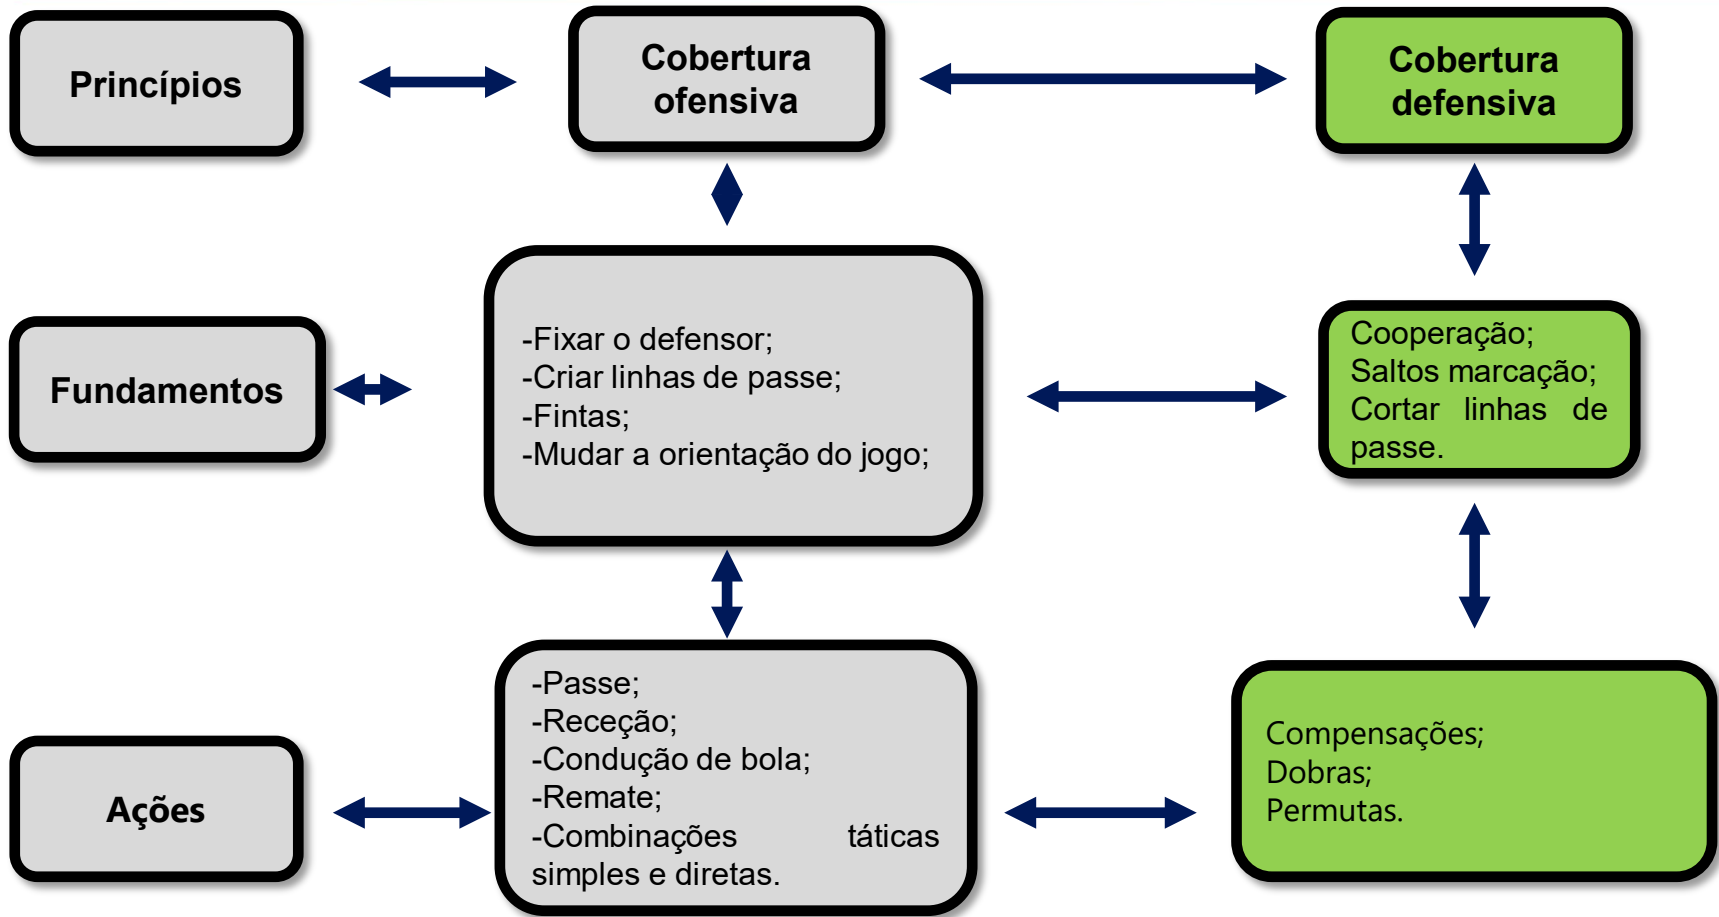 Princípios
Cobertura
ofensiva
Cobertura
defensiva
Fundamentos
-Fixar o defensor;
-Criar linhas de passe;
-Fintas;
-Mudar a orientação do jogo;
Cooperação;
Saltos marcação;
Cortar linhas de
passe.
Ações
-Passe;
-Receção;
-Condução de bola;
-Remate;
-Combinações táticas
simples e diretas.
Compensações;
Dobras;
Permutas.